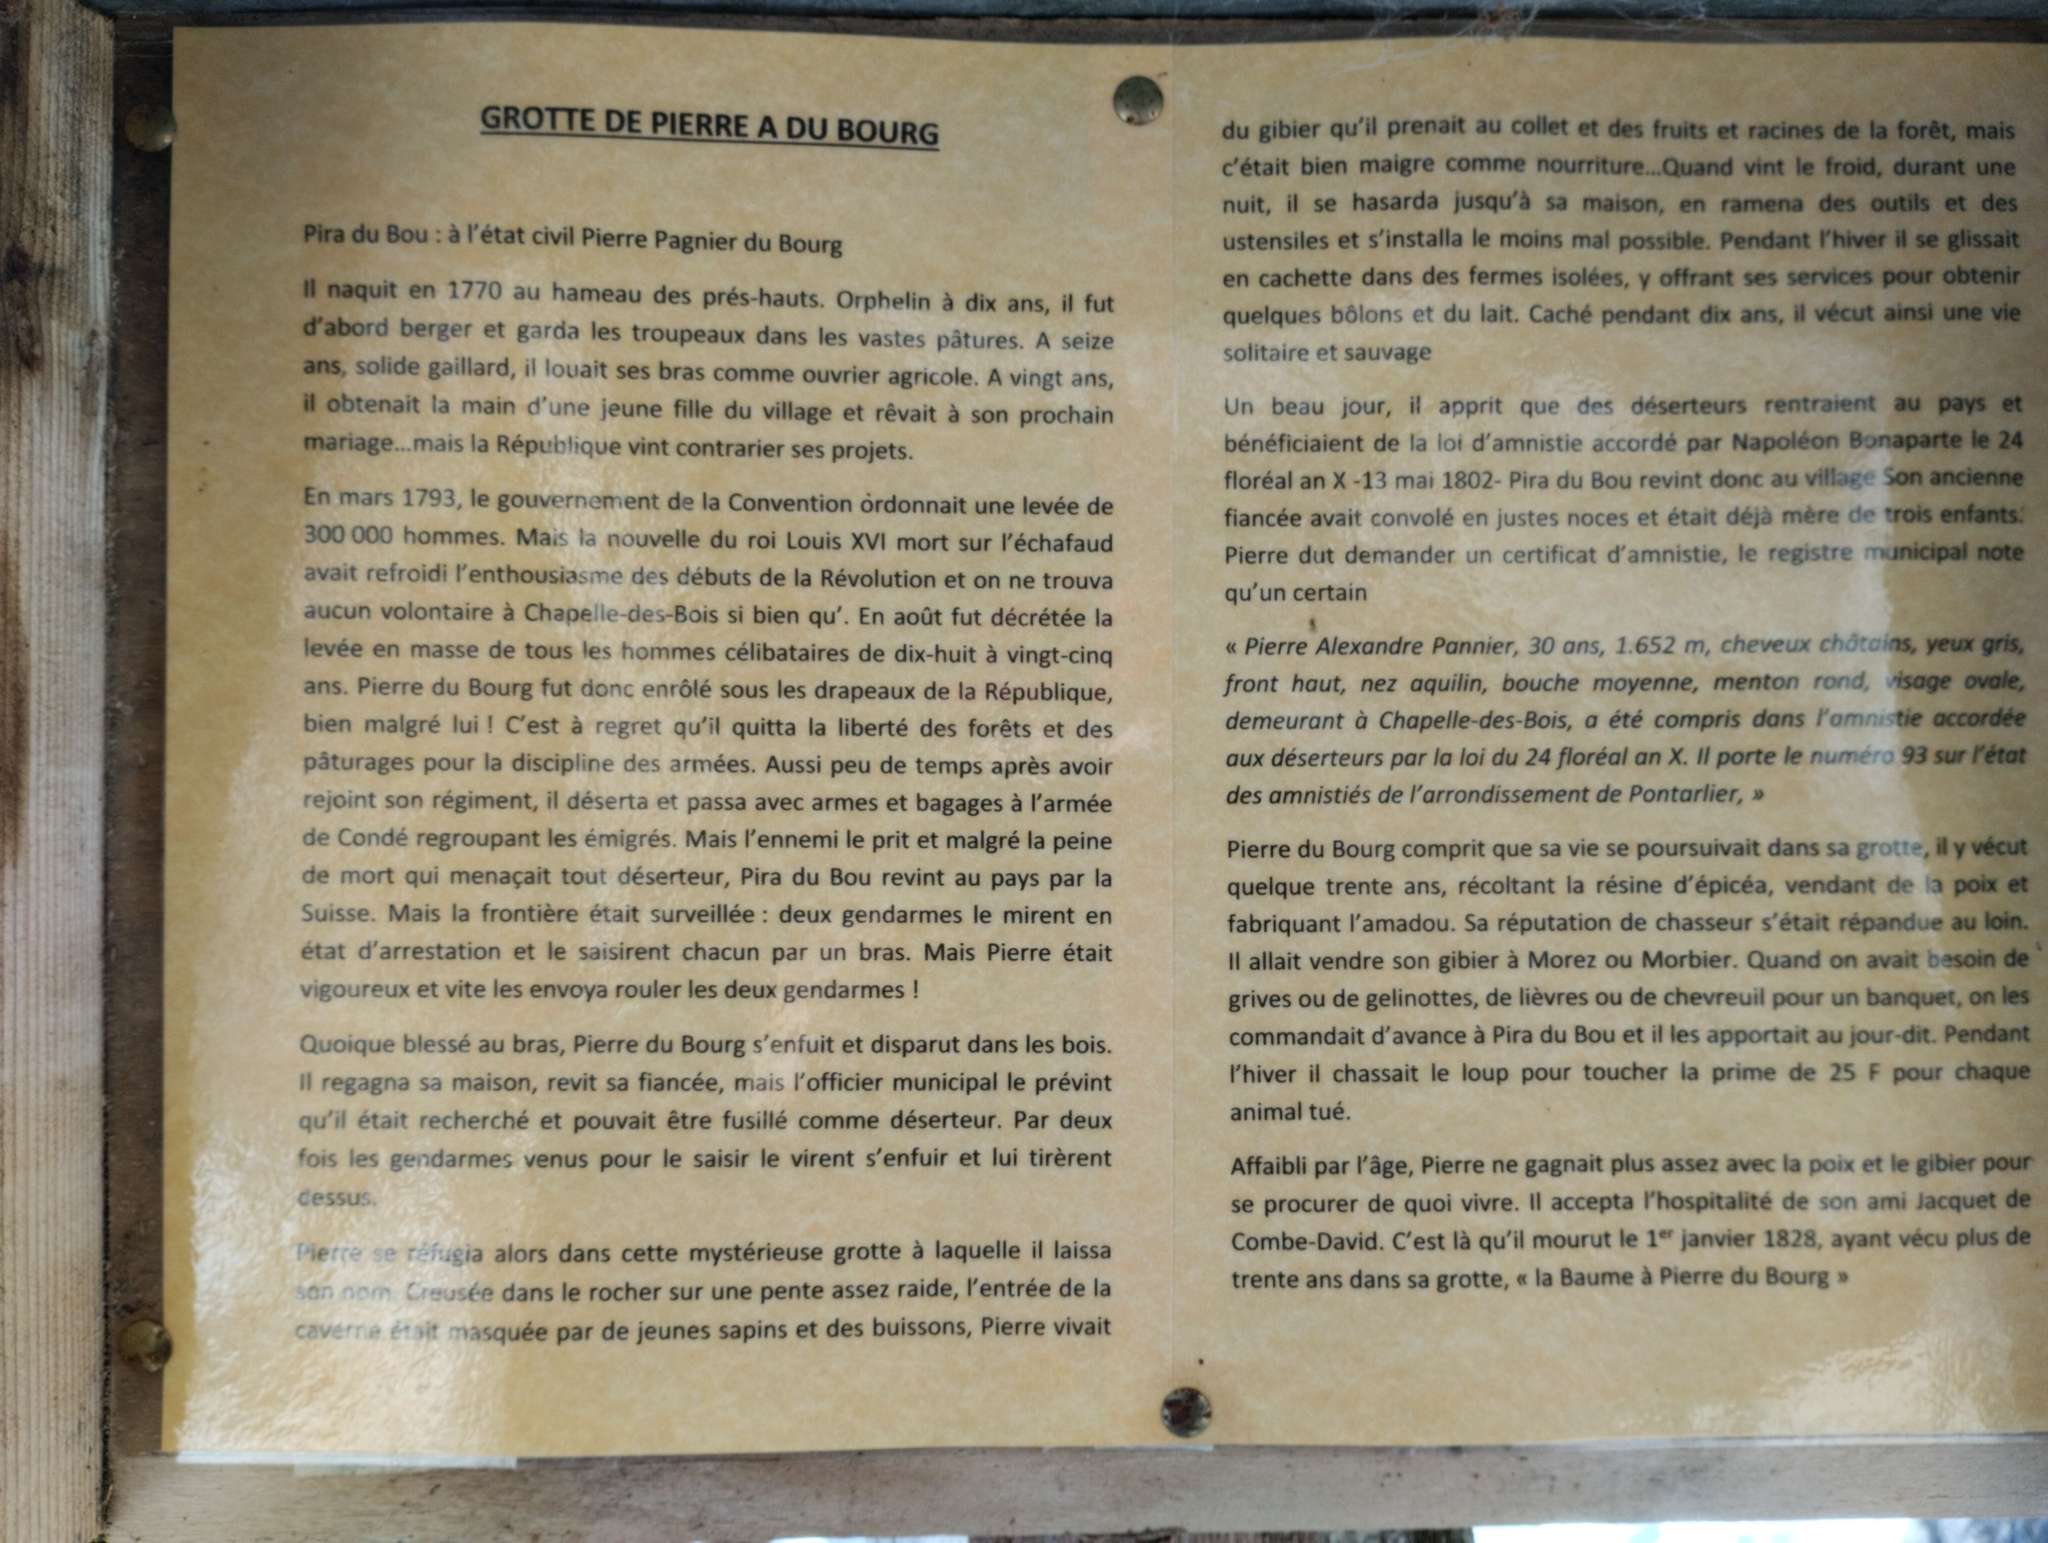 GROTTE DE PIERRE A DU BOURG
Pira du Bou : à l'état civil Pierre Pagnier du Bourg
Il naquit en 1770 au hameau des prés-hauts. Orphelin à dix ans, il fut
d'abord berger et garda les troupeaux dans les vastes pâtures. A seize
ans, solide gaillard, il louait ses bras comme ouvrier agricole. A vingt ans,
il obtenait la main d'une jeune fille du village et rêvait à son prochain
mariage...mais la République vint contrarier ses projets.
En mars 1793, le gouvernement de la Convention ordonnait une levée de
300 000 hommes. Mais la nouvelle du roi Louis XVI mort sur l'échafaud
avait refroidi l'enthousiasme des débuts de la Révolution et on ne trouva
aucun volontaire à Chapelle-des-Bois si bien qu'. En août fut décrétée la
levée en masse de tous les hommes célibataires de dix-huit à vingt-cinq
ans. Pierre du Bourg fut donc enrôlé sous les drapeaux de la République,
bien malgré lui ! C'est à regret qu'il quitta la liberté des forêts et des
pâturages pour la discipline des armées. Aussi peu de temps après avoir
rejoint son régiment, il déserta et passa avec armes et bagages à l'armée
de Condé regroupant les émigrés. Mais l'ennemi le prit et malgré la peine
de mort qui menaçait tout déserteur, Pira du Bou revint au pays par la
Suisse. Mais la frontière était surveillée : deux gendarmes le mirent en
état d'arrestation et le saisirent chacun par un bras. Mais Pierre était
vigoureux et vite les envoya rouler les deux gendarmes !
Quoique blessé au bras, Pierre du Bourg s'enfuit et disparut dans les bois.
Il regagna sa maison, revit sa fiancée, mais l'officier municipal le prévint
qu'il était recherché et pouvait être fusillé comme déserteur. Par deux
fois les gendarmes venus pour le saisir le virent s'enfuir et lui tirèrent
dessus.
Pierre se réfugia alors dans cette mystérieuse grotte à laquelle il laissa
son nom. Creusée dans le rocher sur une pente assez raide, l'entrée de la
caverne était masquée par de jeunes sapins et des buissons, Pierre vivait
du gibier qu'il prenait au collet et des fruits et racines de la forêt, mais
c'était bien maigre comme nourriture...Quand vint le froid, durant une
nuit, il se hasarda jusqu'à sa maison, en ramena des outils et des
ustensiles et s'installa le moins mal possible. Pendant l'hiver il se glissait
en cachette dans des fermes isolées, y offrant ses services pour obtenir
quelques bôlons et du lait. Caché pendant dix ans, il vécut ainsi une vie
solitaire et sauvage
Un beau jour, il apprit que des déserteurs rentraient au pays et
bénéficiaient de la loi d'amnistie accordé par Napoléon Bonaparte le 24
floréal an X -13 mai 1802- Pira du Bou revint donc au village Son ancienne
fiancée avait convolé en justes noces et était déjà mère de trois enfants.
Pierre dut demander un certificat d'amnistie, le registre municipal note
qu'un certain
« Pierre Alexandre Pannier, 30 ans, 1.652 m, cheveux châtains, yeux gris,
front haut, nez aquilin, bouche moyenne, menton rond, visage ovale,
demeurant à Chapelle-des-Bois, a été compris dans l'amnistie accordée
aux déserteurs par la loi du 24 floréal an X. Il porte le numéro 93 sur l'état
des amnistiés de l'arrondissement de Pontarlier, »
Pierre du Bourg comprit que sa vie se poursuivait dans sa grotte, il y vécut
quelque trente ans, récoltant la résine d'épicéa, vendant de la poix et
fabriquant l'amadou. Sa réputation de chasseur s'était répandue au loin.
Il allait vendre son gibier à Morez ou Morbier. Quand on avait besoin de
grives ou de gelinottes, de lièvres ou de chevreuil pour un banquet, on les
commandait d'avance à Pira du Bou et il les apportait au jour-dit. Pendant
l'hiver il chassait le loup pour toucher la prime de 25 F pour chaque
animal tué.
Affaibli par l'âge, Pierre ne gagnait plus assez avec la poix et le gibier pour
se procurer de quoi vivre. Il accepta l'hospitalité de son ami Jacquet de
Combe-David. C'est là qu'il mourut le 1er janvier 1828, ayant vécu plus de
trente ans dans sa grotte, « la Baume à Pierre du Bourg »